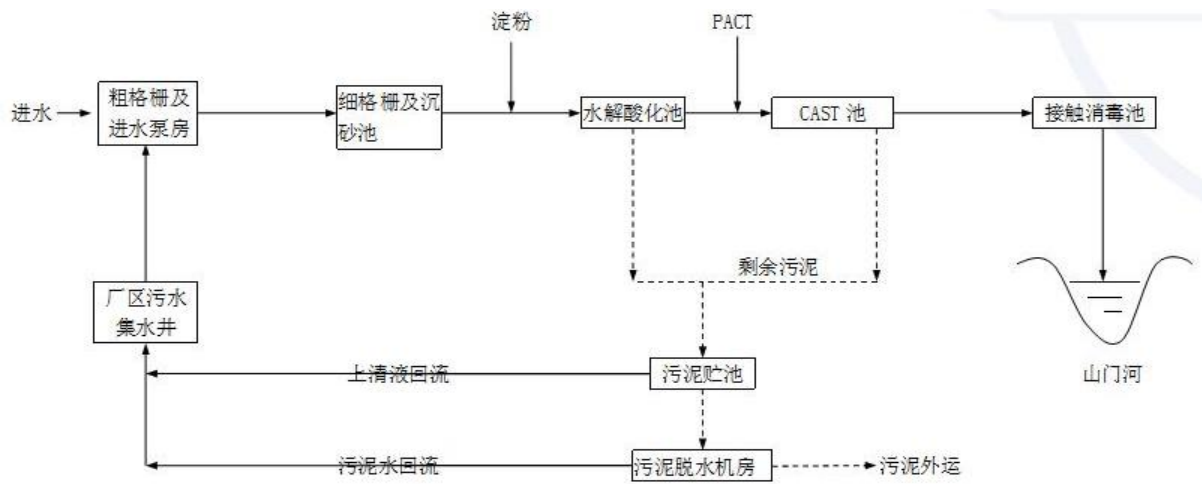 淀粉
PACT
进水
粗格栅及
进水泵房
细格栅及沉
砂池
水解酸化池
CAST 池
接触消毒池
剩余污泥
厂区污水
集水井
上清液回流
污泥贮池
山门河
污泥水回流
污泥脱水机房
污泥外运